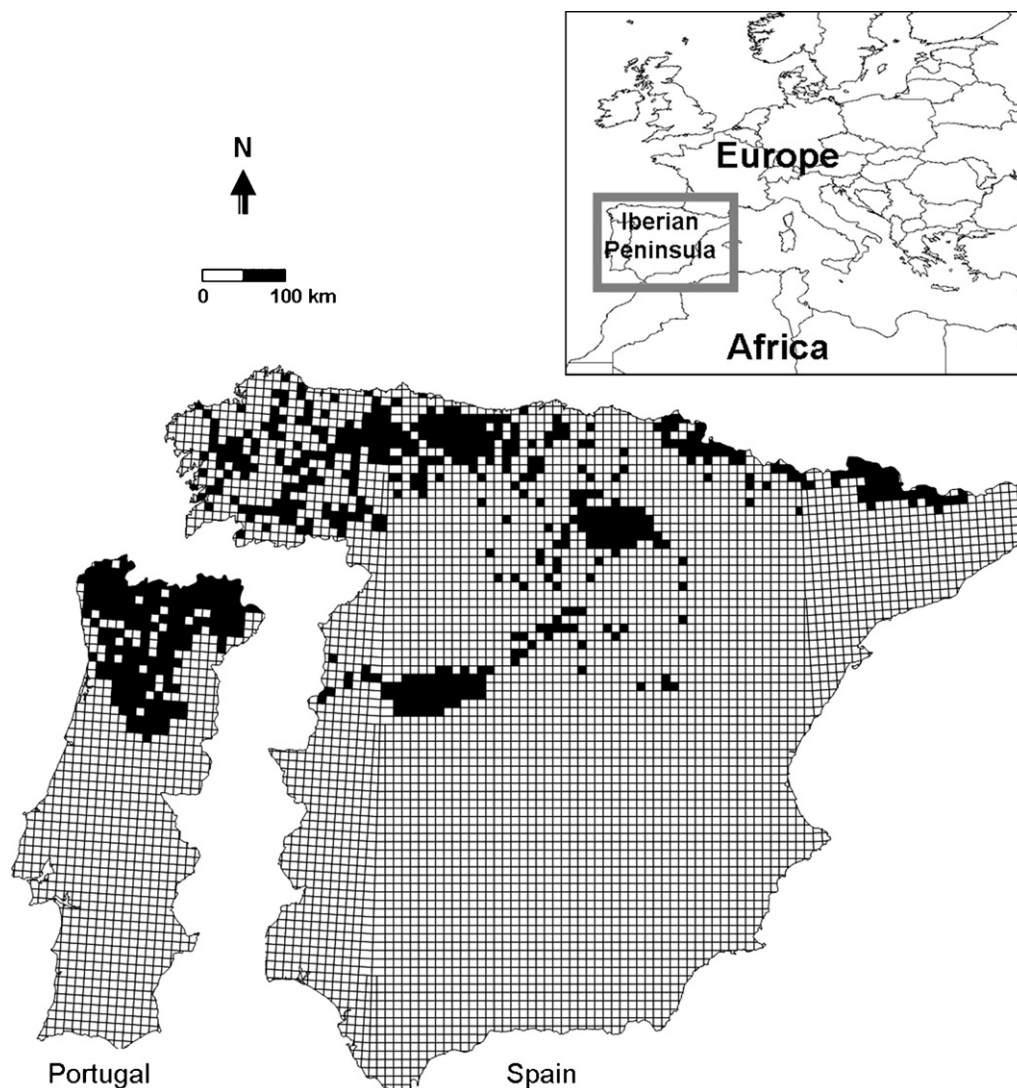 N
0 100 km
Europe
Iberian
Peninsula
Africa
Portugal Spain